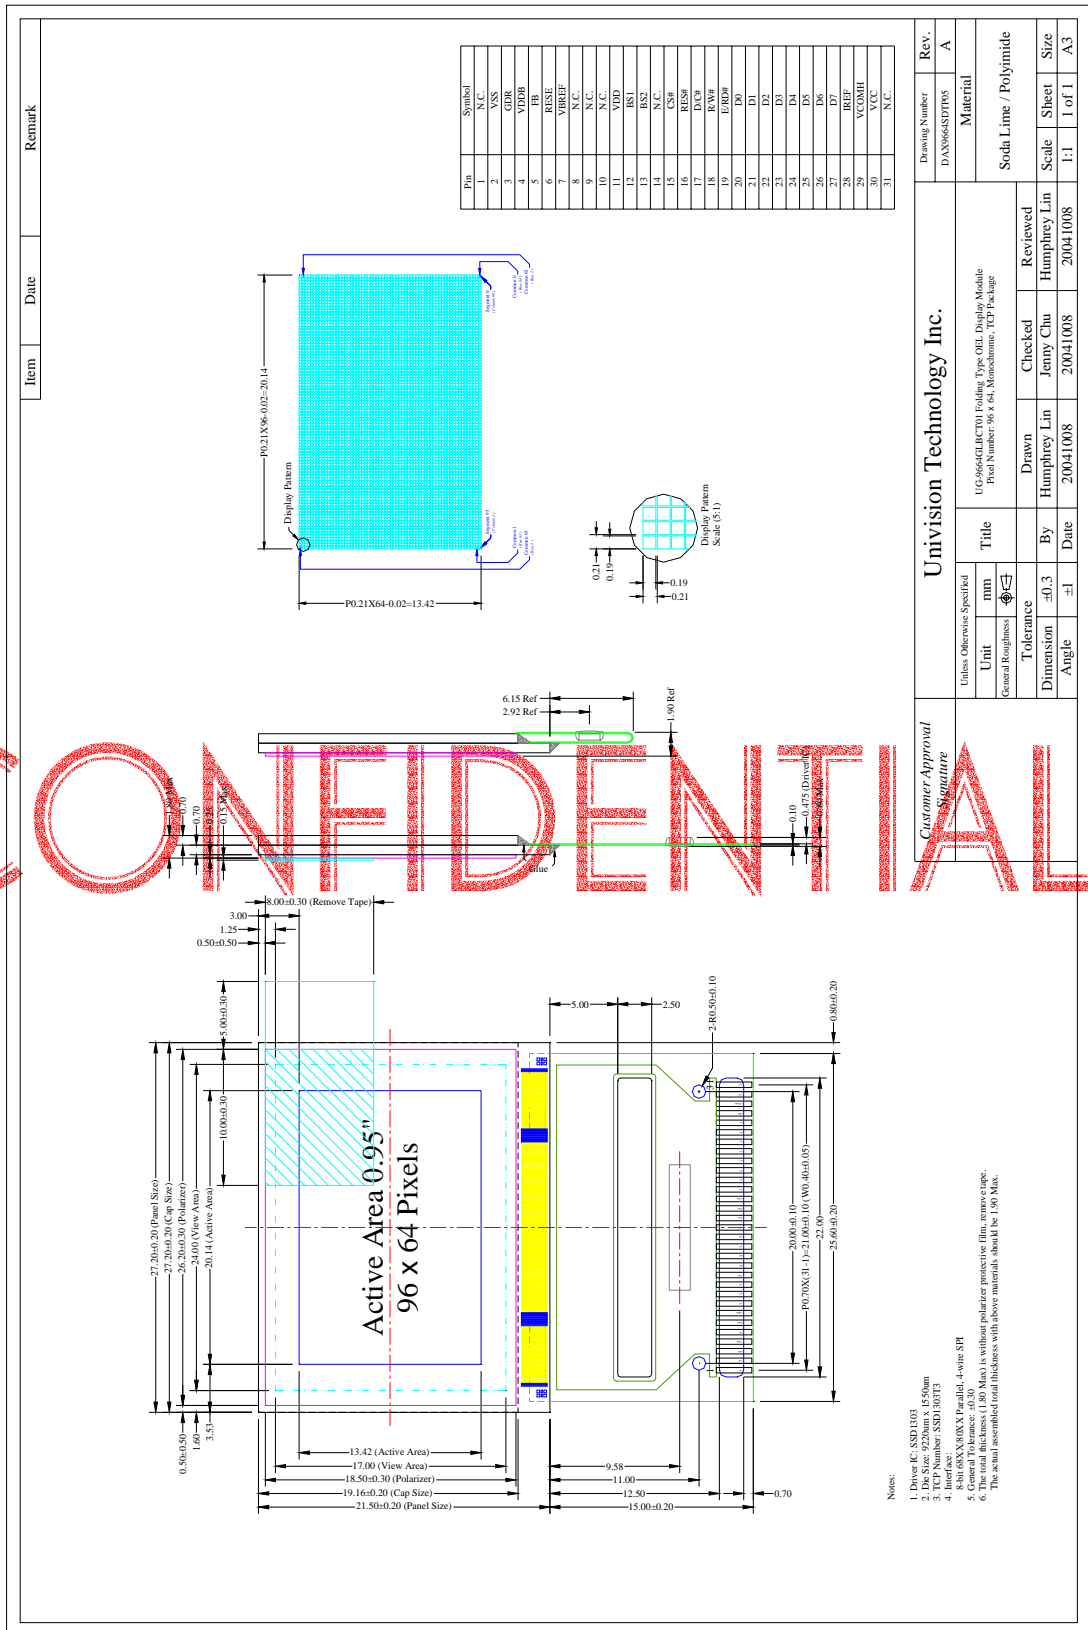 Item Date Remark
Pin Symbol
1 N.C.
2 VSS
3 GDR
4 VDDB
5 FB
6 RESE
7 VBREF
8 N.C.
9 N.C.
10 N.C.
11 VDD
12 BS1
13 BS2
14 N.C.
15 CS#
16 RES#
17 D/C#
18 R/W#
19 E/RD#
20 D0
21 D1
22 D2
23 D3
24 D4
25 D5
26 D6
27 D7
28 IREF
29 VCOMH
30 VCC
31 N.C.
P0.21X96-0.02=20.14
Display Pattern
P0.21X64-0.02=13.42
0.21
0.19
0.19
0.21
Display Pattern
Scale (5:1)
6.15 Ref
2.92 Ref
1.90 Ref
0.70
0.70
0.15 Max
Glue
0.10
0.475 (Driver IC)
0.80 Max
CONFIDENTIAL
8.00±0.30 (Remove Tape)
3.00
1.25
0.50±0.50
5.00±0.30
10.00±0.30
27.20±0.20 (Panel Size)
27.20±0.20 (Cap Size)
26.20±0.30 (Polarizer)
24.00 (View Area)
20.14 (Active Area)
0.50±0.50
1.60
3.53
Active Area 0.95"
96 x 64 Pixels
13.42 (Active Area)
17.00 (View Area)
18.50±0.30 (Polarizer)
19.16±0.20 (Cap Size)
21.50±0.20 (Panel Size)
5.00
2.50
2-R0.50±0.10
0.80±0.20
20.00±0.10
P0.70X(31-1)=21.00±0.10 (W0.40±0.05)
22.00
25.60±0.20
9.58
11.00
12.50
0.70
15.00±0.20
Notes:
1. Driver IC: SSD1303
2. Die Size: 9220um x 1550um
3. TCP Number: SSD1303T3
4. Interface:
8-bit 68XX/80XX Parallel, 4-wire SPI
5. General Tolerance: ±0.30
6. The total thickness (1.80 Max) is without polarizer protective film, remove tape.
The actual assembled total thickness with above materials should be 1.90 Max.
Customer Approval
Signature
Univision Technology Inc.
Drawing Number
DAX9664SDTP05
Rev.
A
Unless Otherwise Specified
Unit mm
General Roughness
Title
UG-9664GLBCT01 Folding Type OEL Display Module
Pixel Number: 96 x 64, Monochrome, TCP Package
Material
Soda Lime / Polyimide
Tolerance
Drawn Checked Reviewed
Dimension ±0.3 By Humphrey Lin Jenny Chu Humphrey Lin Scale Sheet Size
Angle ±1 Date 20041008 20041008 20041008 1:1 1 of 1 A3